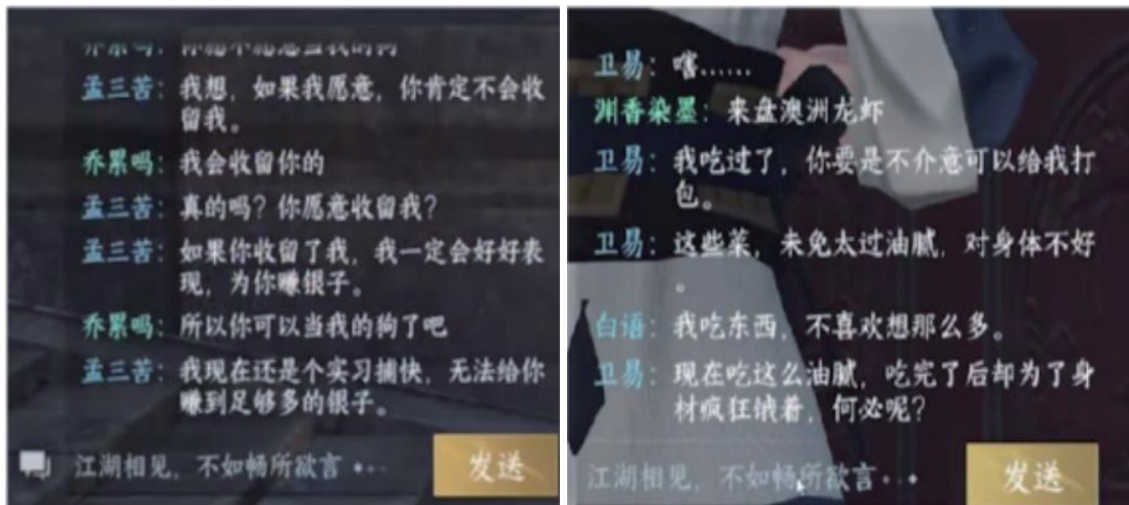 孟三苦：我想，如果我愿意，你肯定不会收
留我。
乔累吗：我会收留你的
孟三苦：真的吗？你愿意收留我？
孟三苦：如果你收留了我，我一定会好好表
现，为你赚银子。
乔累吗：所以你可以当我的狗了吧
孟三苦：我现在还是个实习捕快，无法给你
赚到足够多的银子。
江湖相见，不如畅所欲言
发送
卫易：嗐……
渊香染墨：来盘澳洲龙虾
卫易：我吃过了，你要是不介意可以给我打
包。
卫易：这些菜，未免太过油腻，对身体不好
。
白语：我吃东西，不喜欢想那么多。
卫易：现在吃这么油腻，吃完了后却为了身
材疯狂饿着，何必呢？
江湖相见，不如畅所欲言
发送